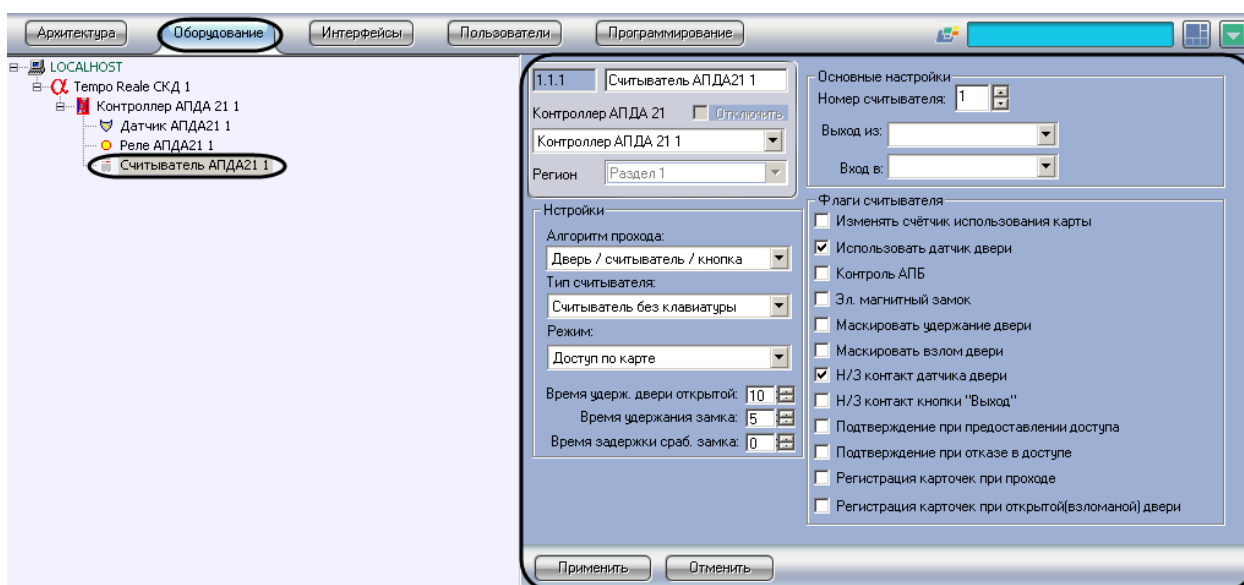 Архитектура Оборудование Интерфейсы Пользователи Программирование
LOCALHOST
Tempo Reale СКД 1
Контроллер АПДА 21 1
Датчик АПДА21 1
Реле АПДА21 1
Считыватель АПДА21 1
1.1.1 Считыватель АПДА21 1
Контроллер АПДА 21 Отключить
Контроллер АПДА 21 1
Регион Раздел 1
Нстройки
Алгоритм прохода:
Дверь / считыватель / кнопка
Тип считывателя:
Считыватель без клавиатуры
Режим:
Доступ по карте
Время удерж. двери открытой: 10
Время удержания замка: 5
Время задержки сраб. замка: 0
Основные настройки
Номер считывателя: 1
Выход из:
Вход в:
Флаги считывателя
Изменять счётчик использования карты
Использовать датчик двери
Контроль АПБ
Эл. магнитный замок
Маскировать удержание двери
Маскировать взлом двери
Н/З контакт датчика двери
Н/З контакт кнопки "Выход"
Подтверждение при предоставлении доступа
Подтверждение при отказе в доступе
Регистрация карточек при проходе
Регистрация карточек при открытой(взломаной) двери
Применить Отменить